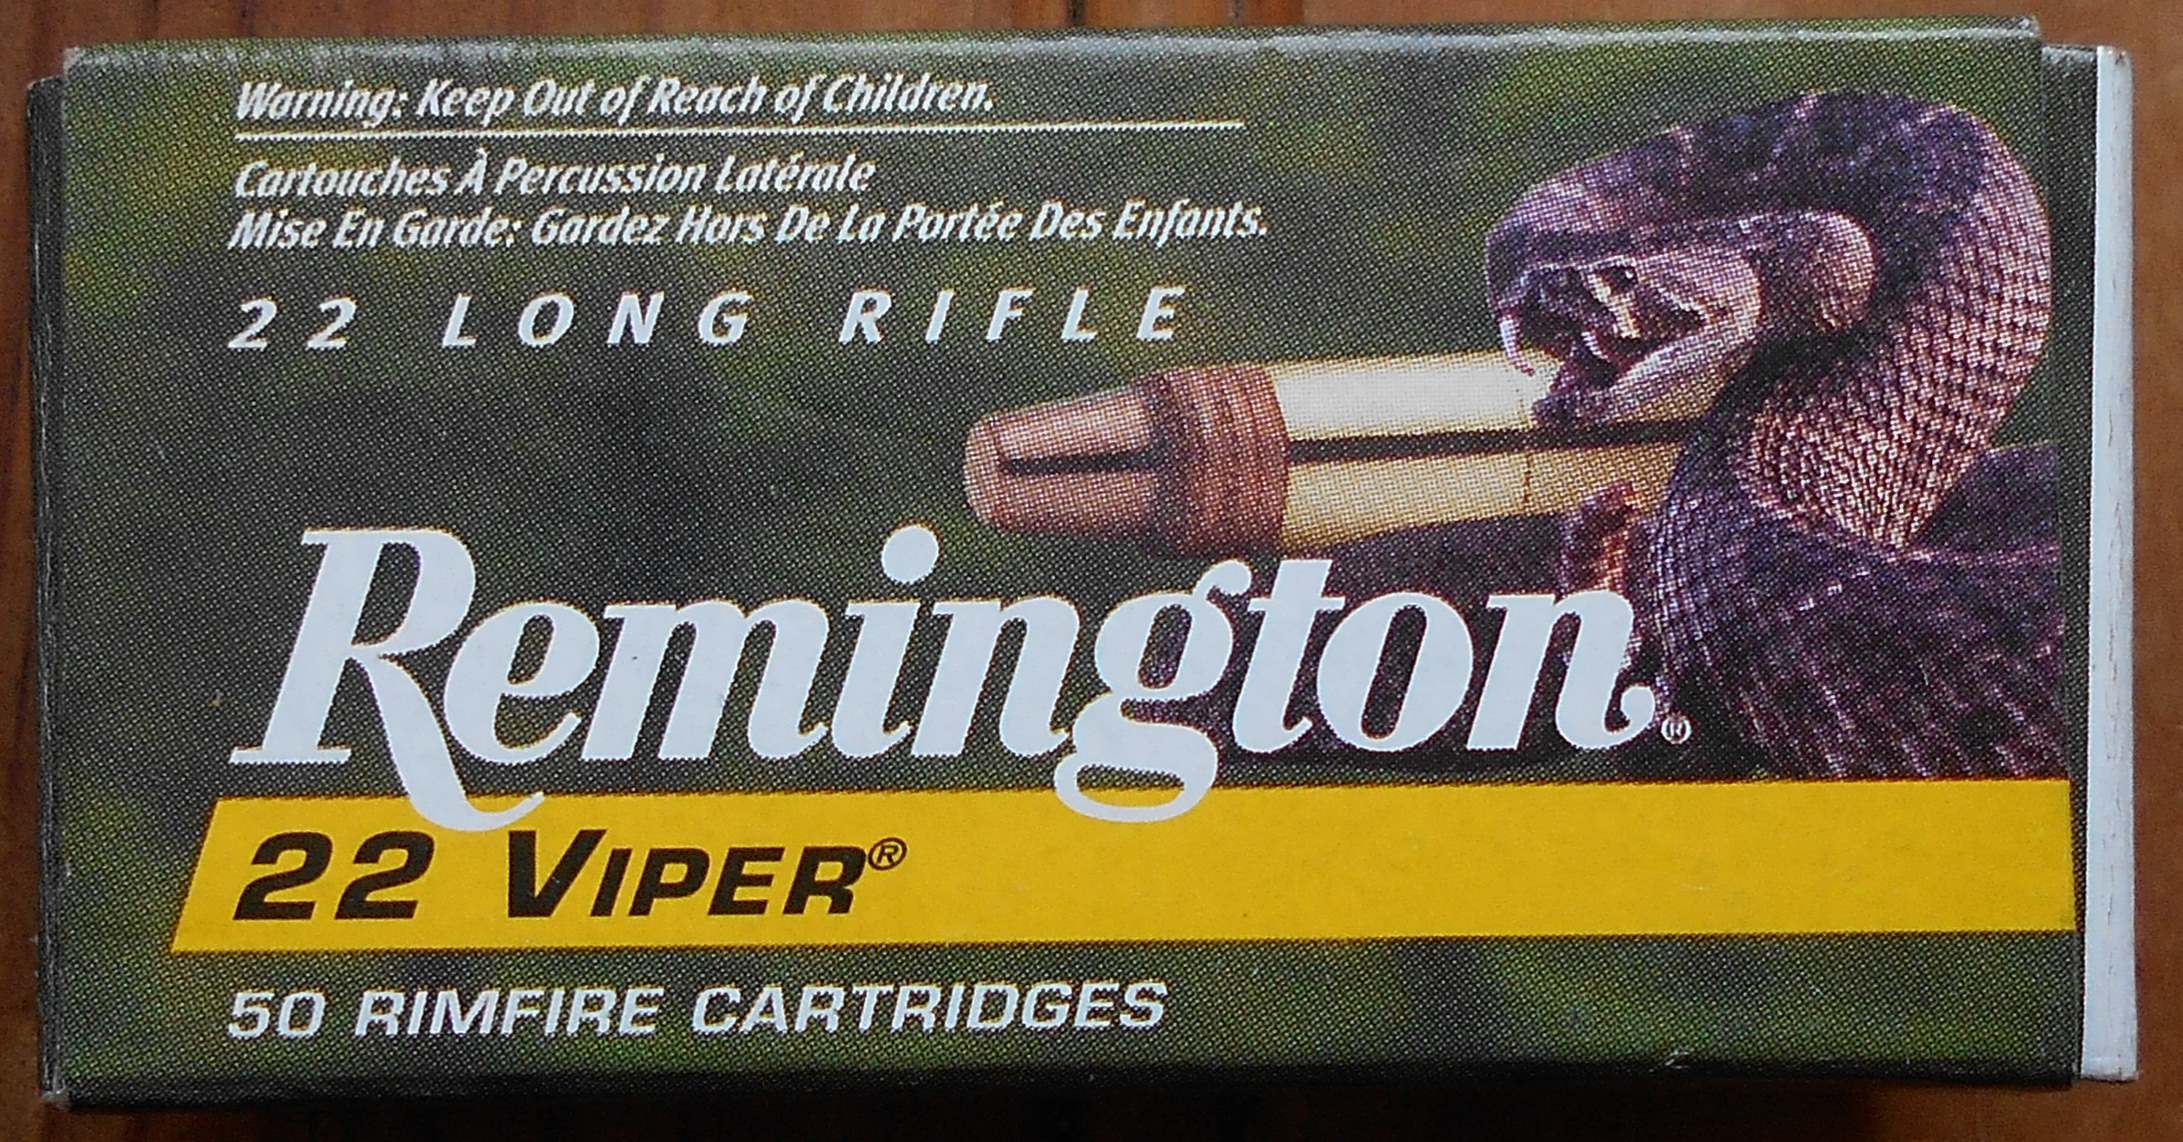 Warning: Keep Out of Reach of Children.
Cartouches À Percussion Latérale
Mise En Garde: Gardez Hors De La Portée Des Enfants.
22 LONG RIFLE
Remington®
22 VIPER®
50 RIMFIRE CARTRIDGES